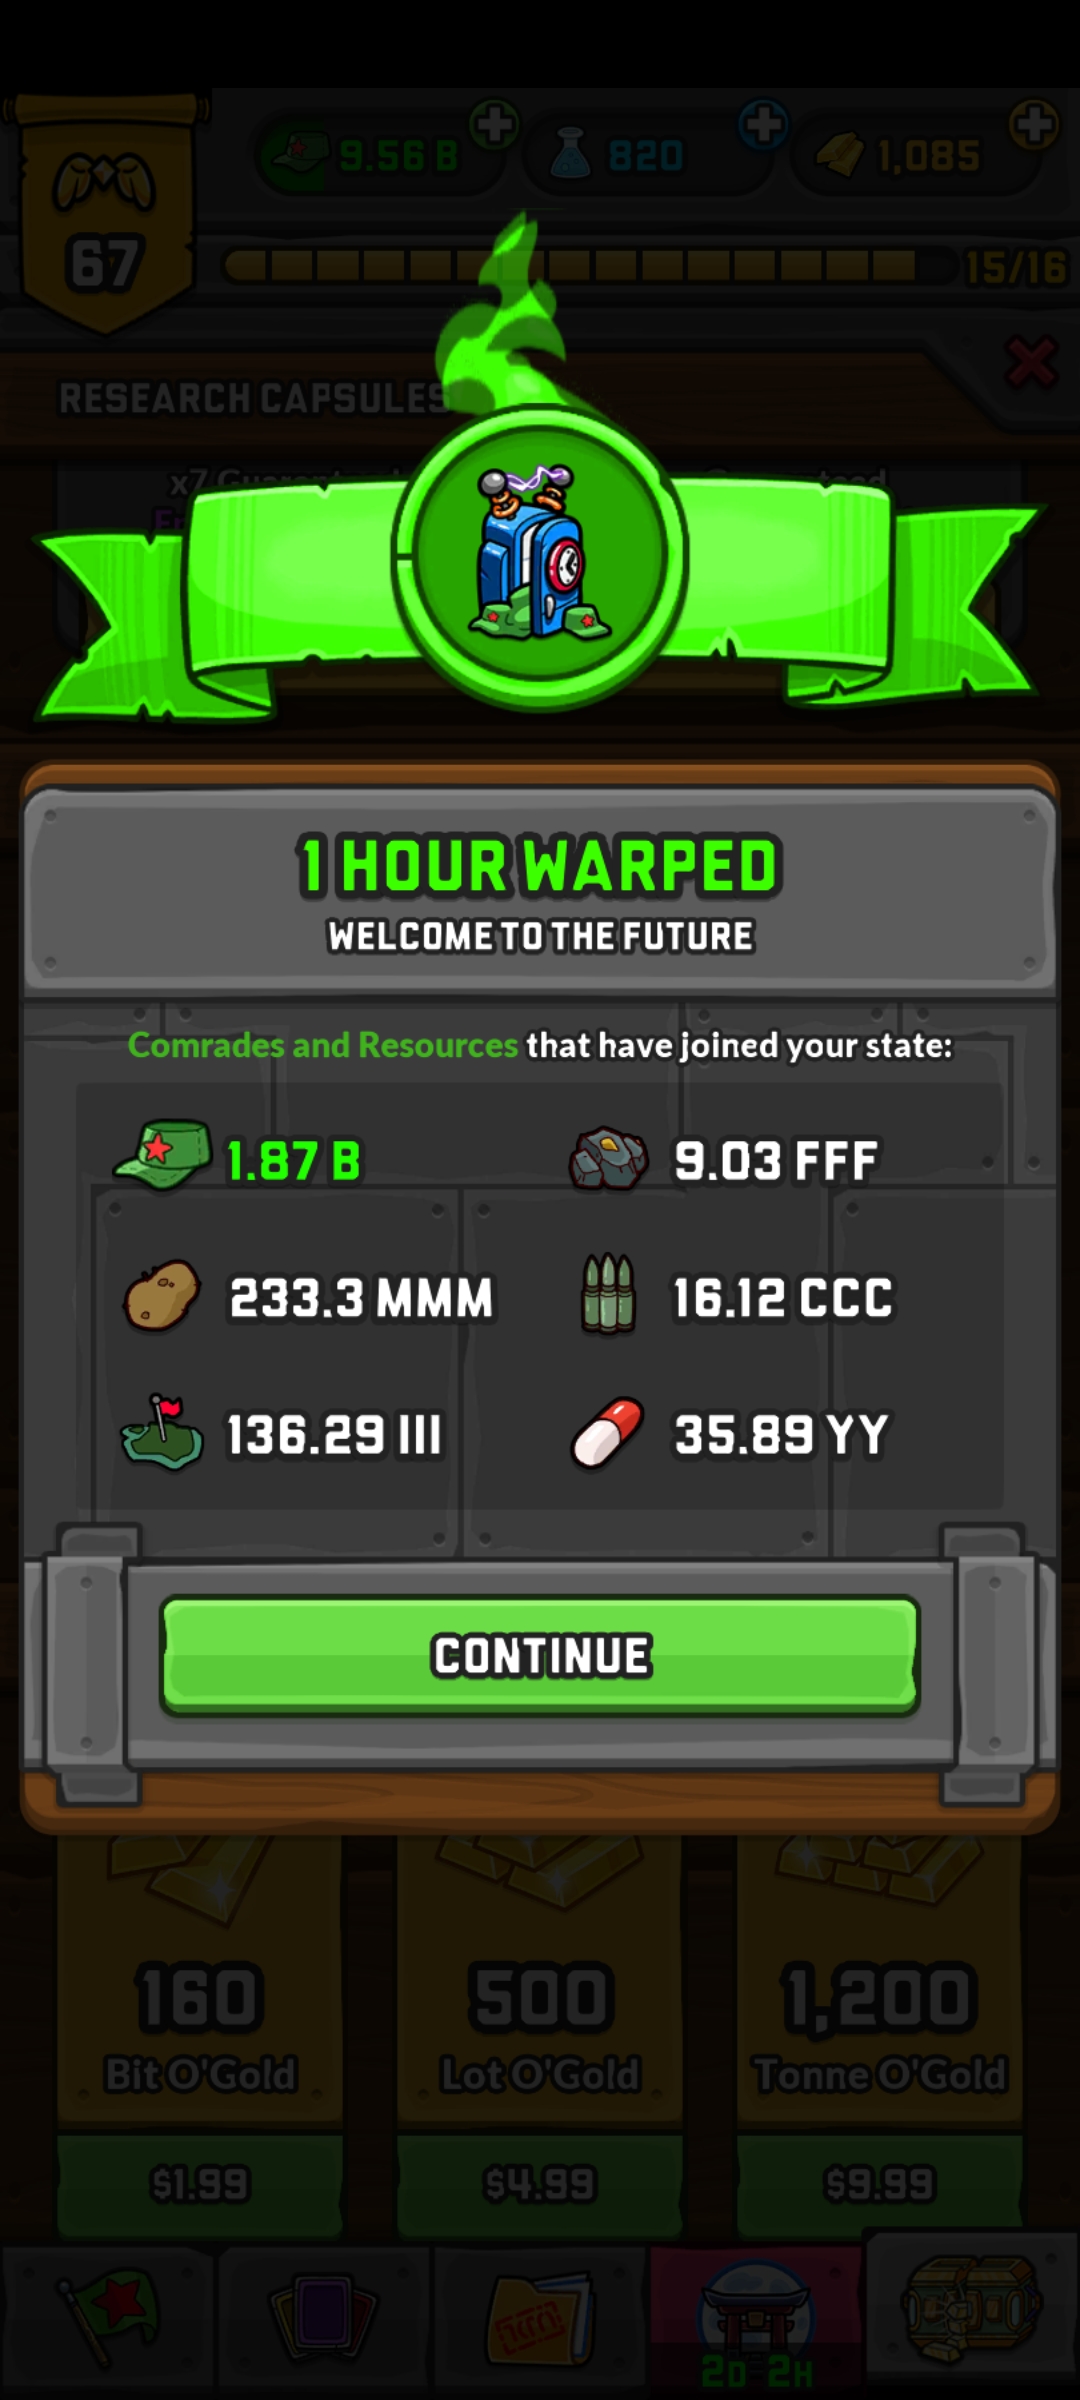 9.56 B
820
1,085
67
15/16
RESEARCH CAPSULES
1 HOUR WARPED
WELCOME TO THE FUTURE
Comrades and Resources that have joined your state:
1.87 B
9.03 FFF
233.3 MMM
16.12 CCC
136.29 III
35.89 YY
CONTINUE
160
500
1,200
Bit O'Gold
Lot O'Gold
Tonne O'Gold
$1.99
$4.99
$9.99
2D 2H